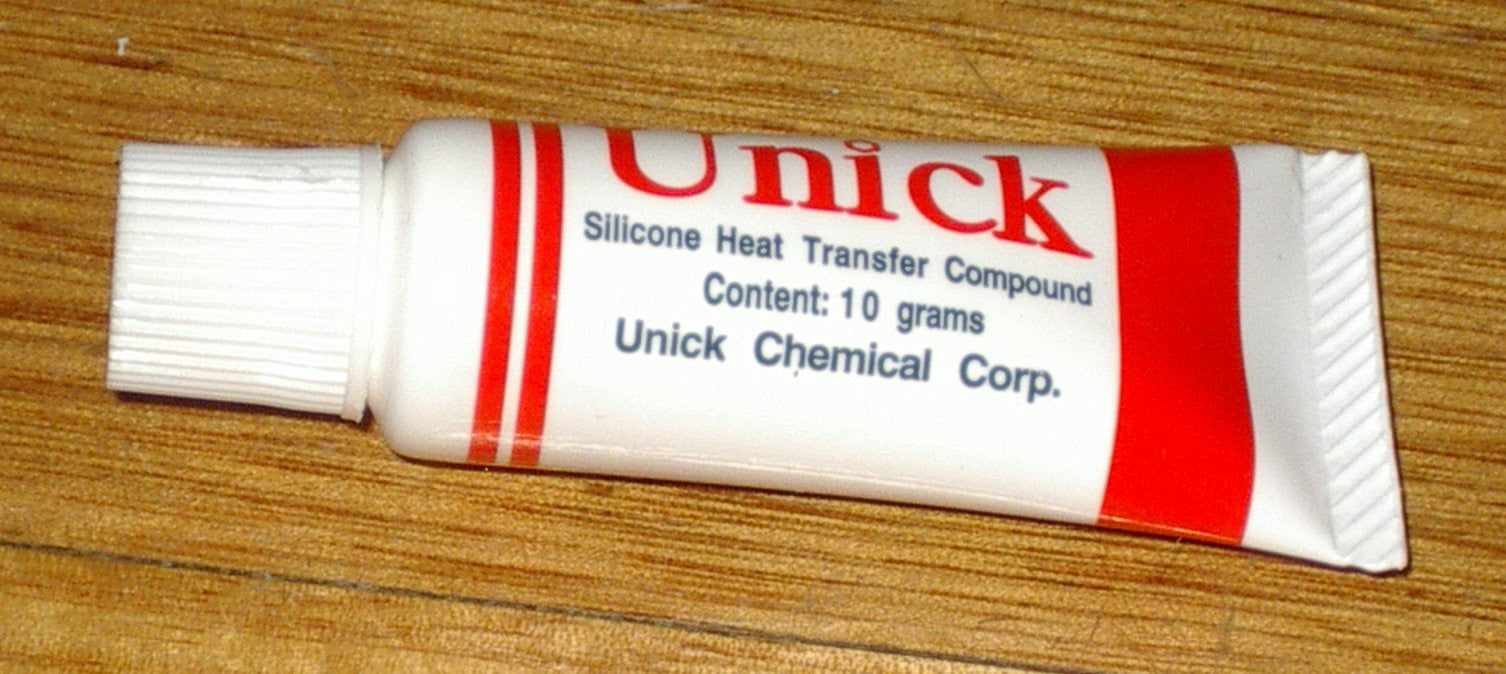 Unick
Silicone Heat Transfer Compound
Content: 10 grams
Unick Chemical Corp.